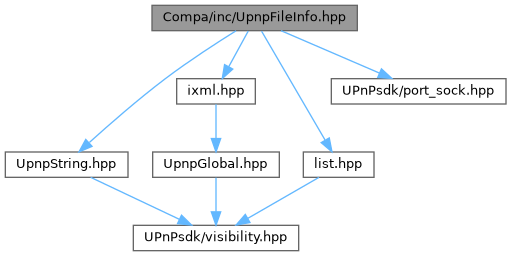 Compa/inc/UpnpFileInfo.hpp
ixml.hpp
UPnPsdk/port_sock.hpp
UpnpString.hpp
UpnpGlobal.hpp
list.hpp
UPnPsdk/visibility.hpp